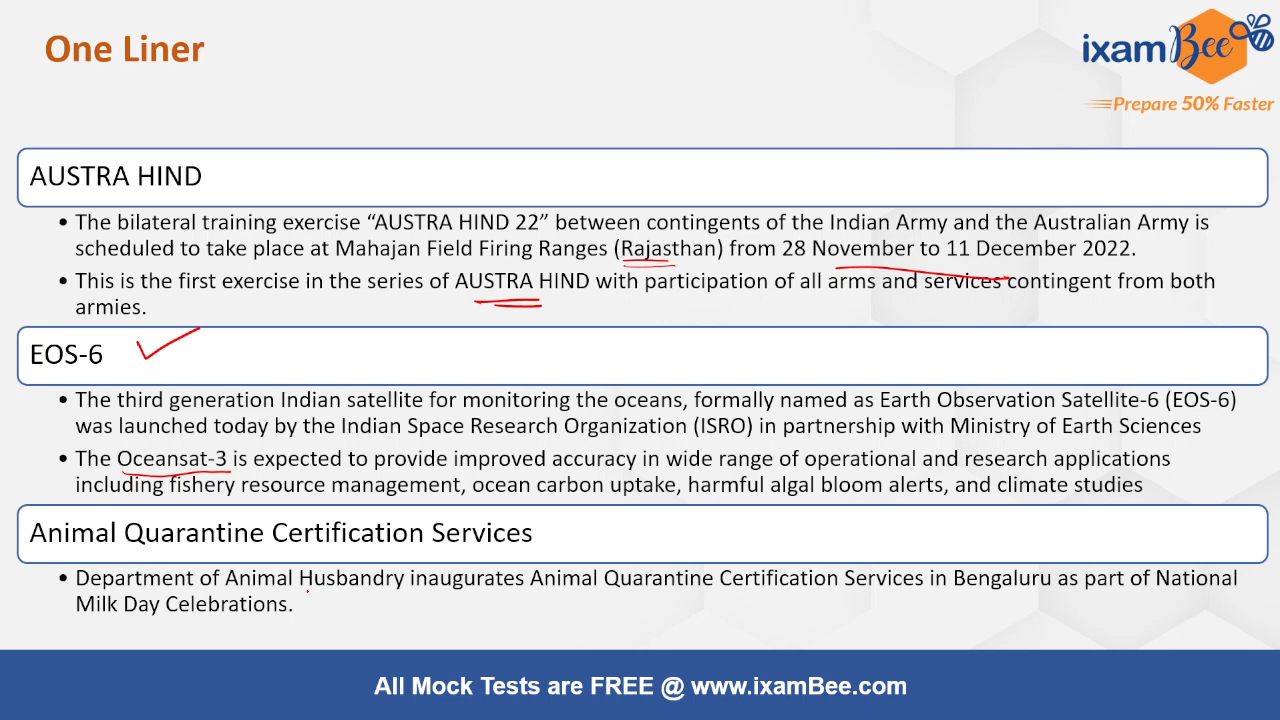 One Liner
ixamBee
Prepare 50% Faster
AUSTRA HIND
• The bilateral training exercise “AUSTRA HIND 22” between contingents of the Indian Army and the Australian Army is
scheduled to take place at Mahajan Field Firing Ranges (Rajasthan) from 28 November to 11 December 2022.
• This is the first exercise in the series of AUSTRA HIND with participation of all arms and services contingent from both
armies.
EOS-6
• The third generation Indian satellite for monitoring the oceans, formally named as Earth Observation Satellite-6 (EOS-6)
was launched today by the Indian Space Research Organization (ISRO) in partnership with Ministry of Earth Sciences
• The Oceansat-3 is expected to provide improved accuracy in wide range of operational and research applications
including fishery resource management, ocean carbon uptake, harmful algal bloom alerts, and climate studies
Animal Quarantine Certification Services
• Department of Animal Husbandry inaugurates Animal Quarantine Certification Services in Bengaluru as part of National
Milk Day Celebrations.
All Mock Tests are FREE @ www.ixamBee.com